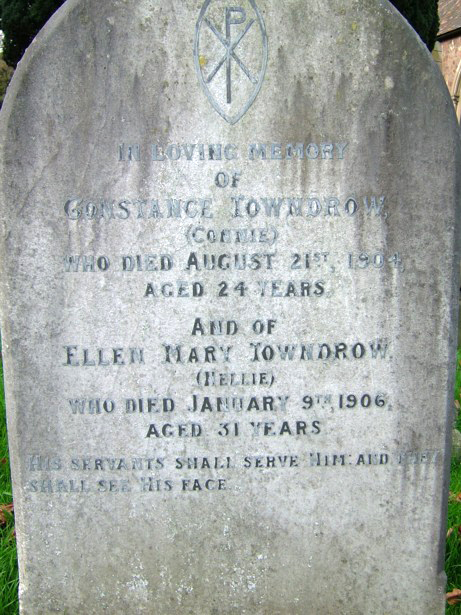 IN LOVING MEMORY
OF
CONSTANCE TOWNDROW,
(CONNIE)
WHO DIED AUGUST 21ST, 1904,
AGED 24 YEARS.
AND OF
ELLEN MARY TOWNDROW,
(NELLIE)
WHO DIED JANUARY 9TH, 1906,
AGED 31 YEARS.
HIS SERVANTS SHALL SERVE HIM: AND THEY
SHALL SEE HIS FACE.